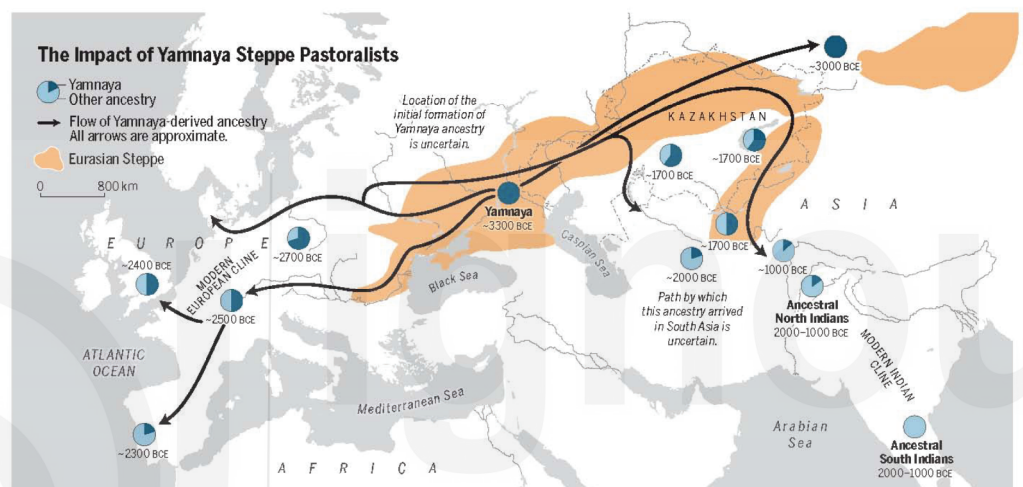 The Impact of Yamnaya Steppe Pastoralists
Yamnaya
Other ancestry
Flow of Yamnaya-derived ancestry
All arrows are approximate.
Eurasian Steppe
0 800 km
Location of the
initial formation of
Yamnaya ancestry
is uncertain.
~3000 BCE
KAZAKHSTAN
~1700 BCE
~1700 BCE
Yamnaya
~3300 BCE
ASIA
EUROPE
~2700 BCE
~2400 BCE
MODERN
EUROPEAN CLINE
~2500 BCE
Black Sea
Caspian Sea
~1700 BCE
~2000 BCE
~1000 BCE
Path by which
this ancestry arrived
in South Asia is
uncertain.
Ancestral
North Indians
2000–1000 BCE
MODERN INDIAN
CLINE
ATLANTIC
OCEAN
Mediterranean Sea
~2300 BCE
AFRICA
Arabian
Sea
Ancestral
South Indians
2000–1000 BCE
ignou